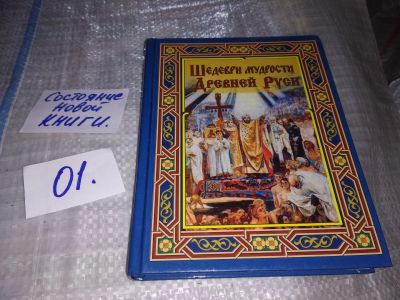 Состояние
новой
книги.
01.
Шедевры мудрости
Древней Руси